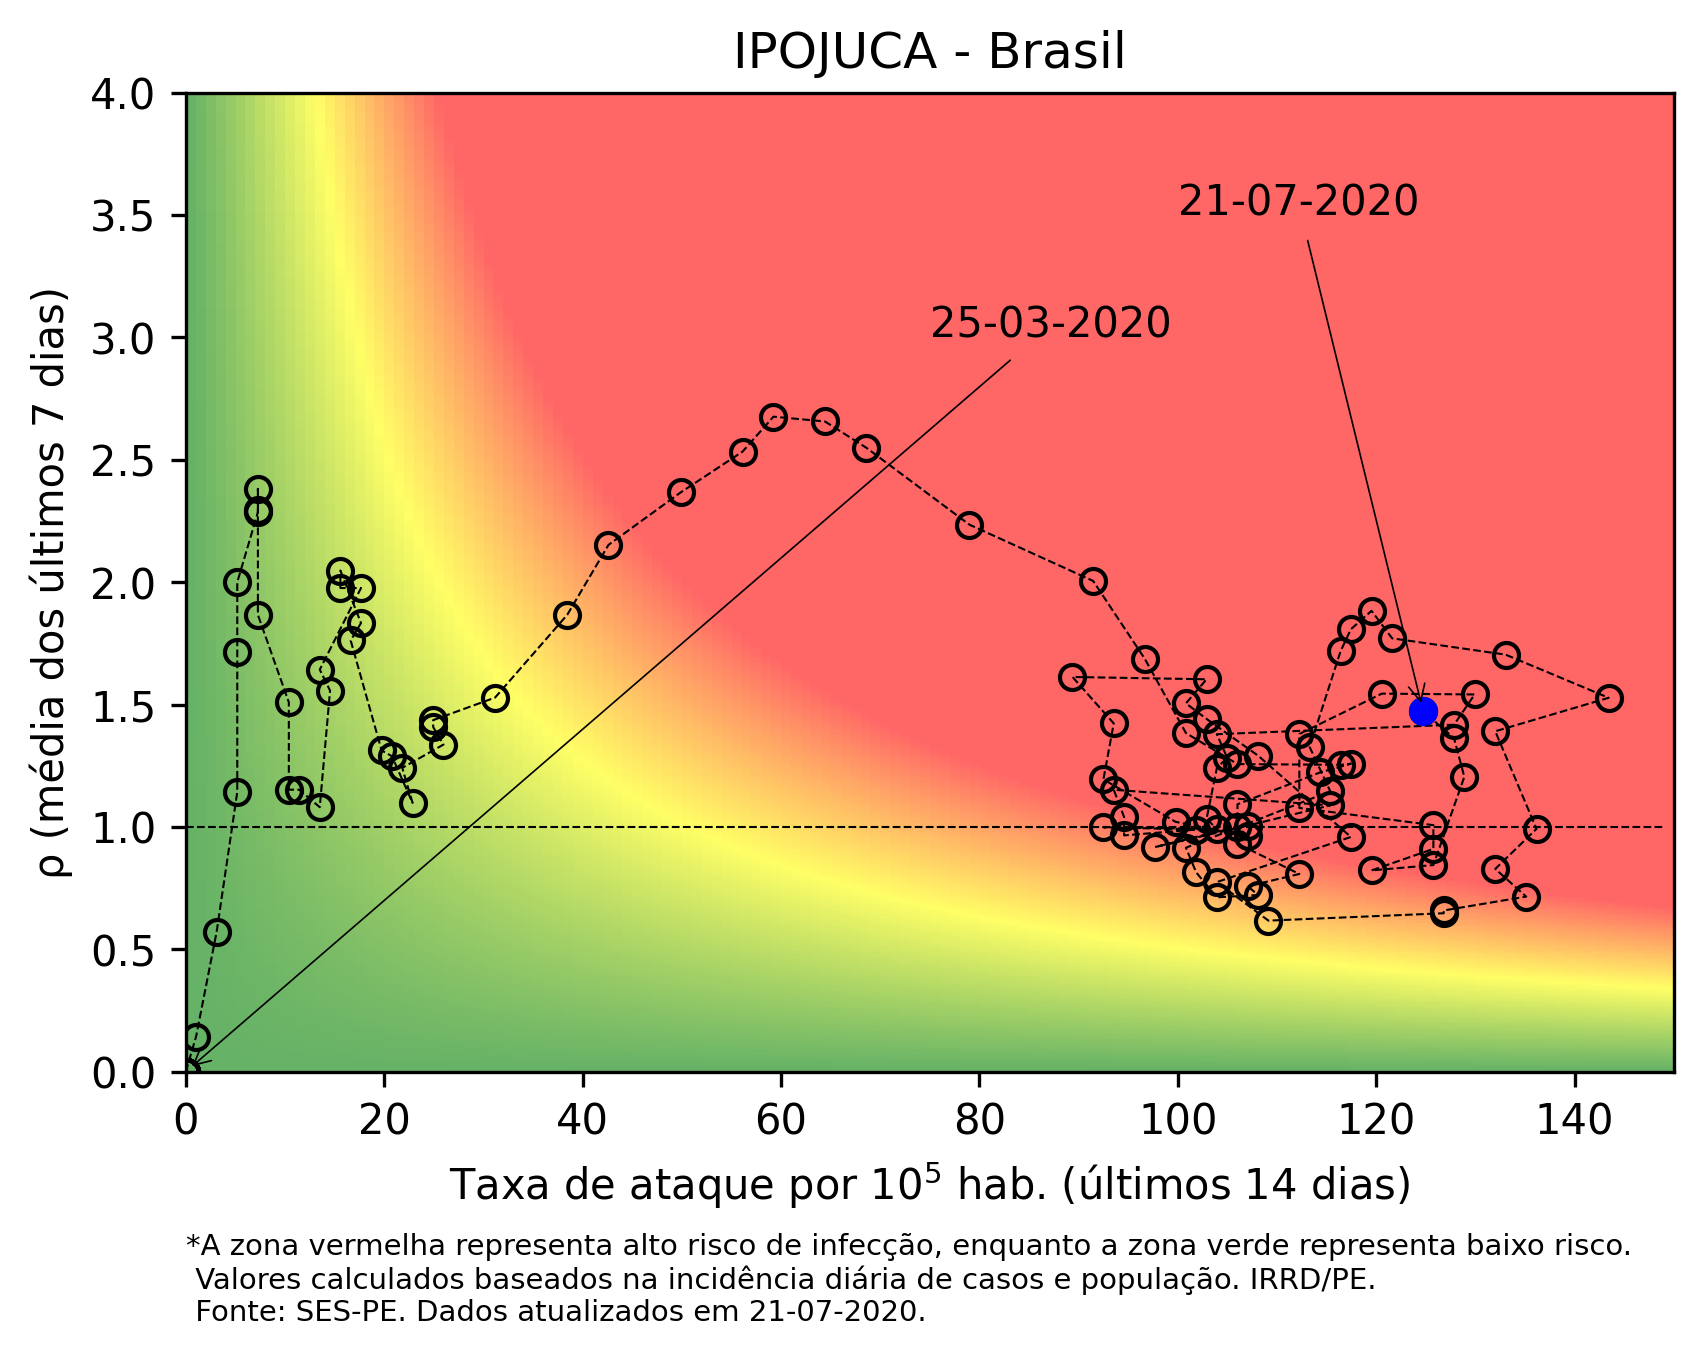 IPOJUCA - Brasil
4.0
3.5
3.0
2.5
2.0
1.5
1.0
0.5
0.0
ρ (média dos últimos 7 dias)
21-07-2020
25-03-2020
0 20 40 60 80 100 120 140
Taxa de ataque por 10⁵ hab. (últimos 14 dias)
*A zona vermelha representa alto risco de infecção, enquanto a zona verde representa baixo risco.
Valores calculados baseados na incidência diária de casos e população. IRRD/PE.
Fonte: SES-PE. Dados atualizados em 21-07-2020.